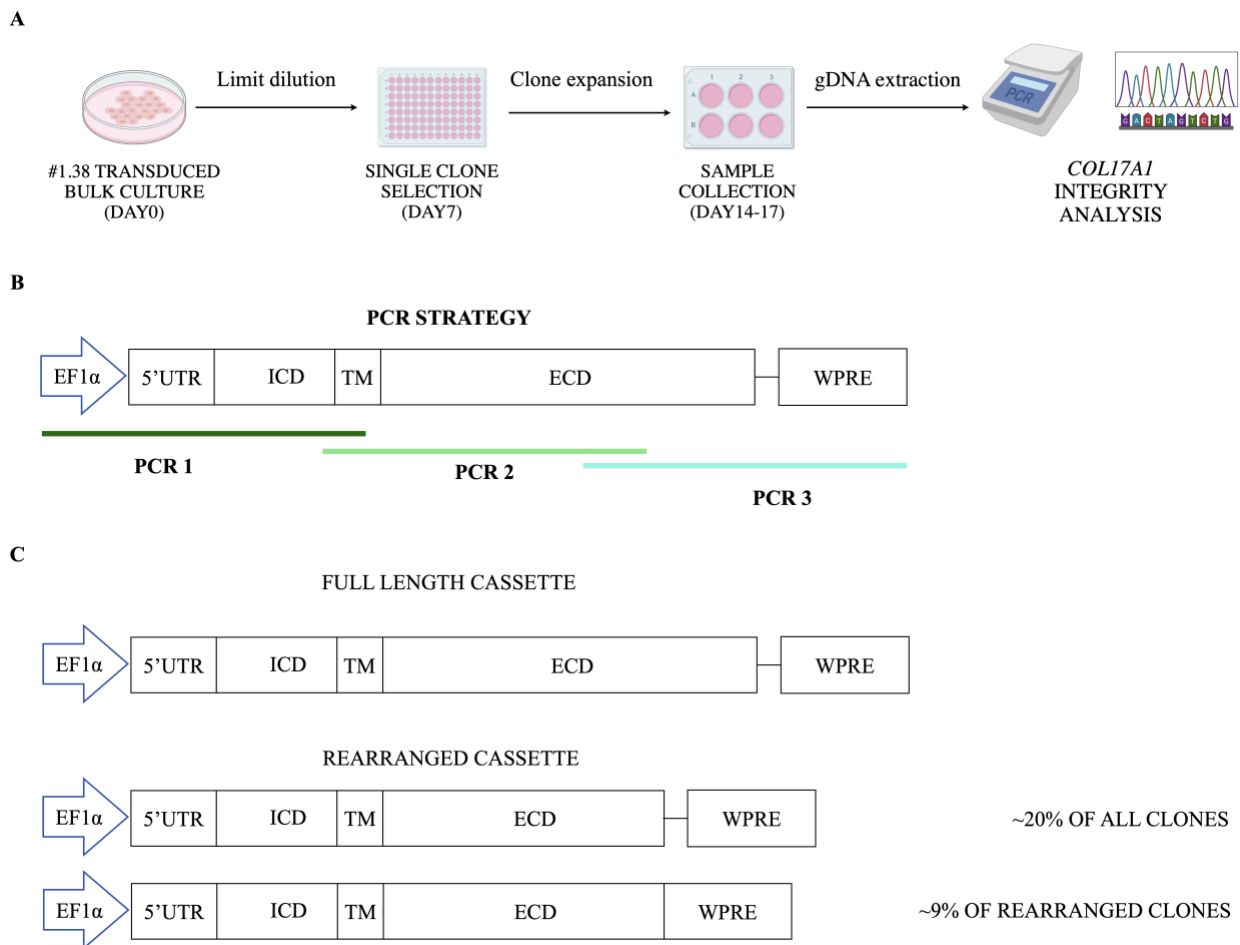 A
Limit dilution
Clone expansion
gDNA extraction
1 2 3
A
B
PCR
G A C T A G T C T G
#1.38 TRANSDUCED
BULK CULTURE
(DAY0)
SINGLE CLONE
SELECTION
(DAY7)
SAMPLE
COLLECTION
(DAY14-17)
COL17A1
INTEGRITY
ANALYSIS
B
PCR STRATEGY
EF1α 5’UTR ICD TM ECD WPRE
PCR 1
PCR 2
PCR 3
C
FULL LENGTH CASSETTE
EF1α 5’UTR ICD TM ECD WPRE
REARRANGED CASSETTE
EF1α 5’UTR ICD TM ECD WPRE ~20% OF ALL CLONES
EF1α 5’UTR ICD TM ECD WPRE ~9% OF REARRANGED CLONES